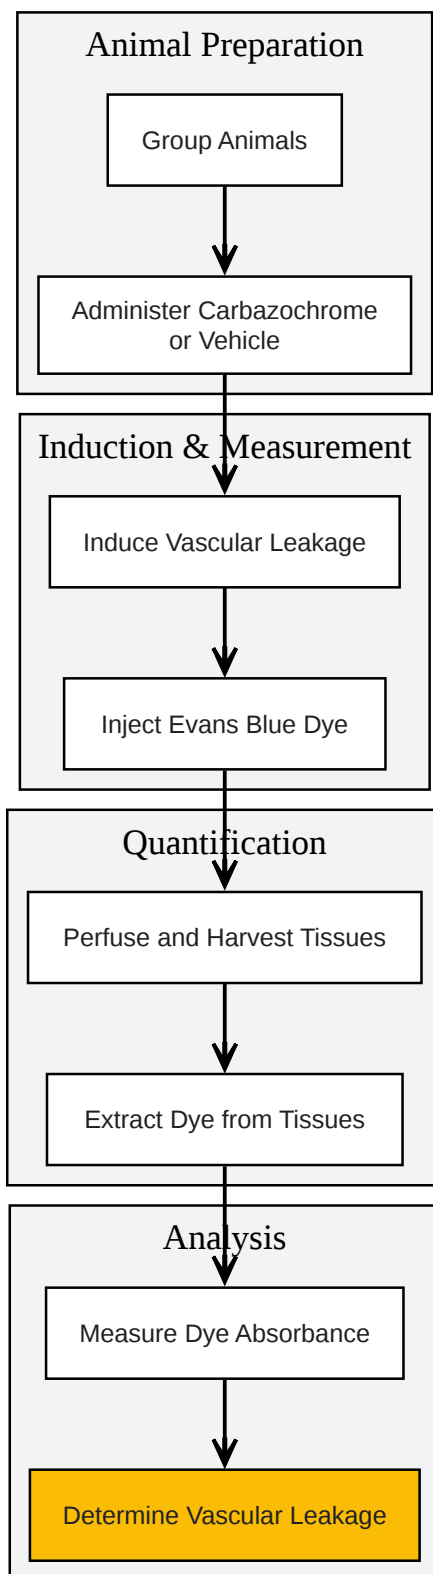 Animal Preparation
Group Animals
Administer Carbazochrome
or Vehicle
Induction & Measurement
Induce Vascular Leakage
Inject Evans Blue Dye
Quantification
Perfuse and Harvest Tissues
Extract Dye from Tissues
Analysis
Measure Dye Absorbance
Determine Vascular Leakage